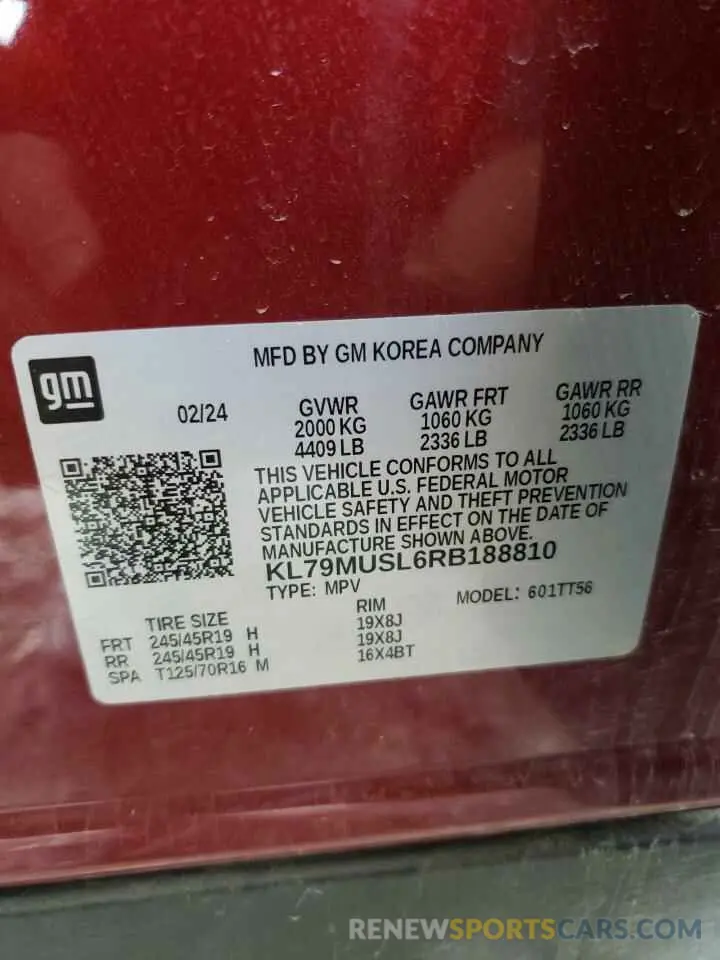 MFD BY GM KOREA COMPANY
gm
02/24
GVWR GAWR FRT GAWR RR
2000 KG 1060 KG 1060 KG
4409 LB 2336 LB 2336 LB
THIS VEHICLE CONFORMS TO ALL
APPLICABLE U.S. FEDERAL MOTOR
VEHICLE SAFETY AND THEFT PREVENTION
STANDARDS IN EFFECT ON THE DATE OF
MANUFACTURE SHOWN ABOVE.
KL79MUSL6RB188810
TYPE: MPV MODEL: 601TT56
TIRE SIZE RIM
FRT 245/45R19 H 19X8J
RR 245/45R19 H 19X8J
SPA T125/70R16 M 16X4BT
RENEWSPORTSCARS.COM